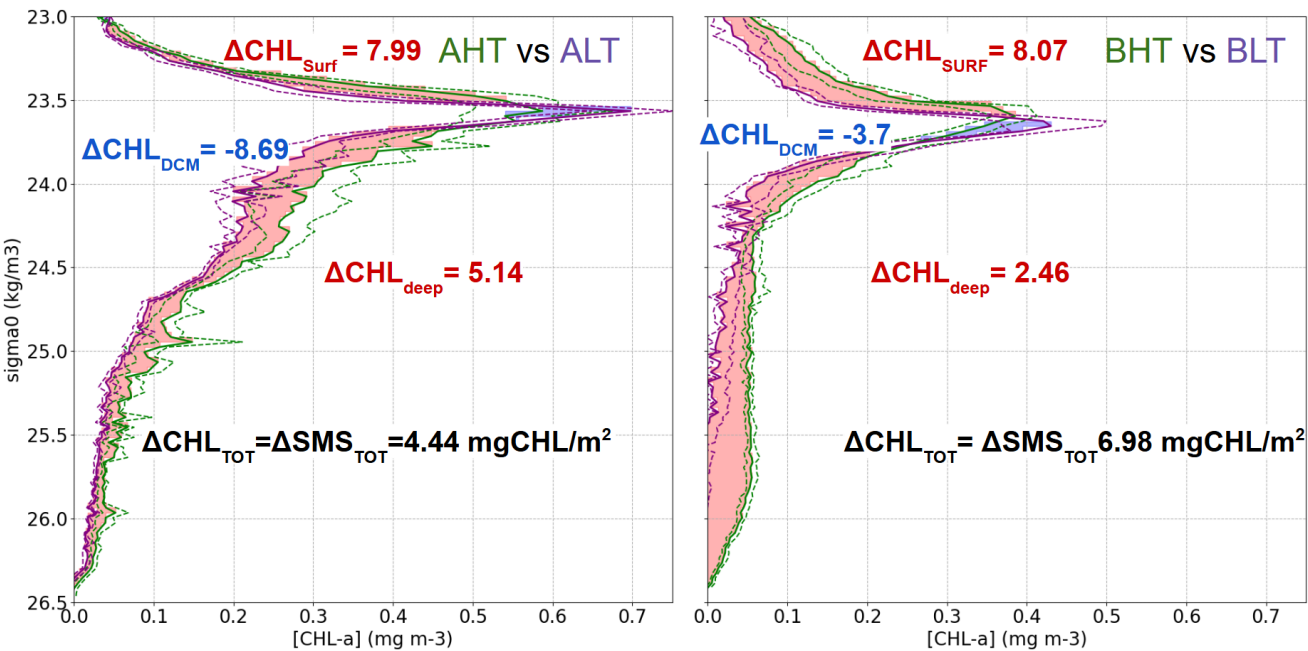 23.0
23.5
24.0
24.5
25.0
25.5
26.0
26.5
sigma0 (kg/m3)
ΔCHLSurf = 7.99
AHT vs ALT
ΔCHLDCM= -8.69
ΔCHLdeep= 5.14
ΔCHLTOT=ΔSMSTOT=4.44 mgCHL/m²
0.0 0.1 0.2 0.3 0.4 0.5 0.6 0.7
[CHL-a] (mg m-3)
ΔCHLSURF= 8.07
BHT vs BLT
ΔCHLDCM= -3.7
ΔCHLdeep= 2.46
ΔCHLTOT= ΔSMSTOT6.98 mgCHL/m²
0.0 0.1 0.2 0.3 0.4 0.5 0.6 0.7
[CHL-a] (mg m-3)